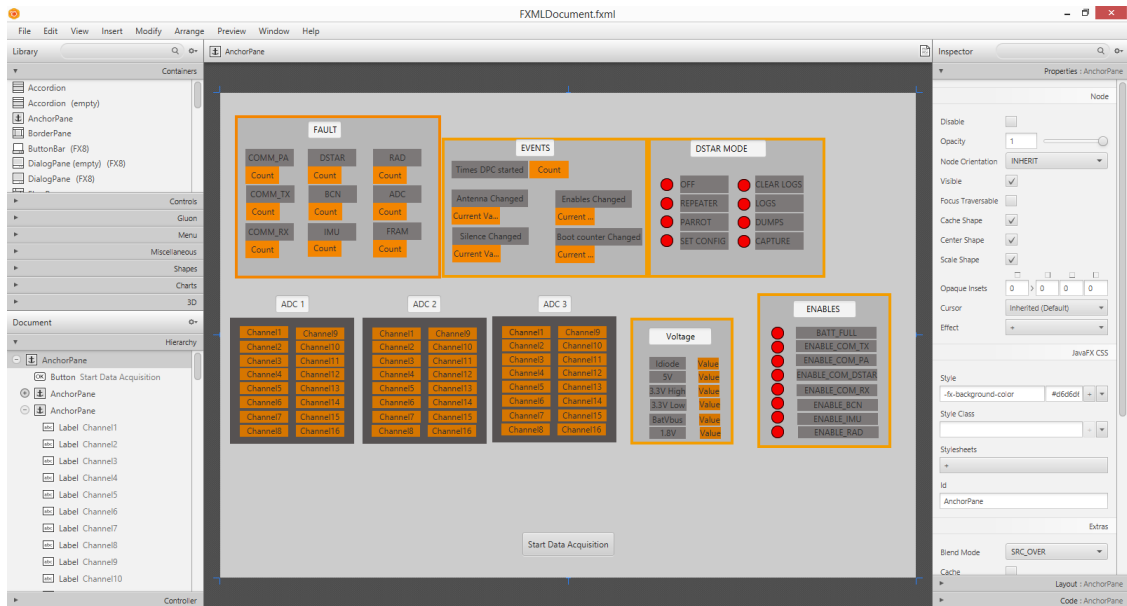 FXMLDocument.fxml
File Edit View Insert Modify Arrange Preview Window Help
Library
Containers
Accordion
Accordion (empty)
AnchorPane
BorderPane
ButtonBar (FX8)
DialogPane (empty) (FX8)
DialogPane (FX8)
Controls
Gluon
Menu
Miscellaneous
Shapes
Charts
3D
Document
Hierarchy
AnchorPane
OK Button Start Data Acquisition
AnchorPane
AnchorPane
abc Label Channel1
abc Label Channel2
abc Label Channel3
abc Label Channel4
abc Label Channel5
abc Label Channel6
abc Label Channel7
abc Label Channel8
abc Label Channel9
abc Label Channel10
Controller
AnchorPane
FAULT
COMM_PA DSTAR RAD
Count Count Count
COMM_TX BCN ADC
Count Count Count
COMM_RX IMU FRAM
Count Count Count
EVENTS
Times DPC started Count
Antenna Changed Enables Changed
Current Va... Current ...
Silence Changed Boot counter Changed
Current Va... Current ...
DSTAR MODE
OFF CLEAR LOGS
REPEATER LOGS
PARROT DUMPS
SET CONFIG CAPTURE
ADC 1
Channel1 Channel9
Channel2 Channel10
Channel3 Channel11
Channel4 Channel12
Channel5 Channel13
Channel6 Channel14
Channel7 Channel15
Channel8 Channel16
ADC 2
Channel1 Channel9
Channel2 Channel10
Channel3 Channel11
Channel4 Channel12
Channel5 Channel13
Channel6 Channel14
Channel7 Channel15
Channel8 Channel16
ADC 3
Channel1 Channel9
Channel2 Channel10
Channel3 Channel11
Channel4 Channel12
Channel5 Channel13
Channel6 Channel14
Channel7 Channel15
Channel8 Channel16
Voltage
Idiode Value
5V Value
3.3V High Value
3.3V Low Value
BatVbus Value
1.8V Value
ENABLES
BATT_FULL
ENABLE_COM_TX
ENABLE_COM_PA
ENABLE_COM_DSTAR
ENABLE_COM_RX
ENABLE_BCN
ENABLE_IMU
ENABLE_RAD
Start Data Acquisition
Inspector
Properties : AnchorPane
Node
Disable
Opacity 1
Node Orientation INHERIT
Visible
Focus Traversable
Cache Shape
Center Shape
Scale Shape
Opaque Insets 0 0 0 0
Cursor Inherited (Default)
Effect +
JavaFX CSS
Style
-fx-background-color #d6d6d
Style Class
Stylesheets
+
Id
AnchorPane
Extras
Blend Mode SRC_OVER
Cache
Layout : AnchorPane
Code : AnchorPane